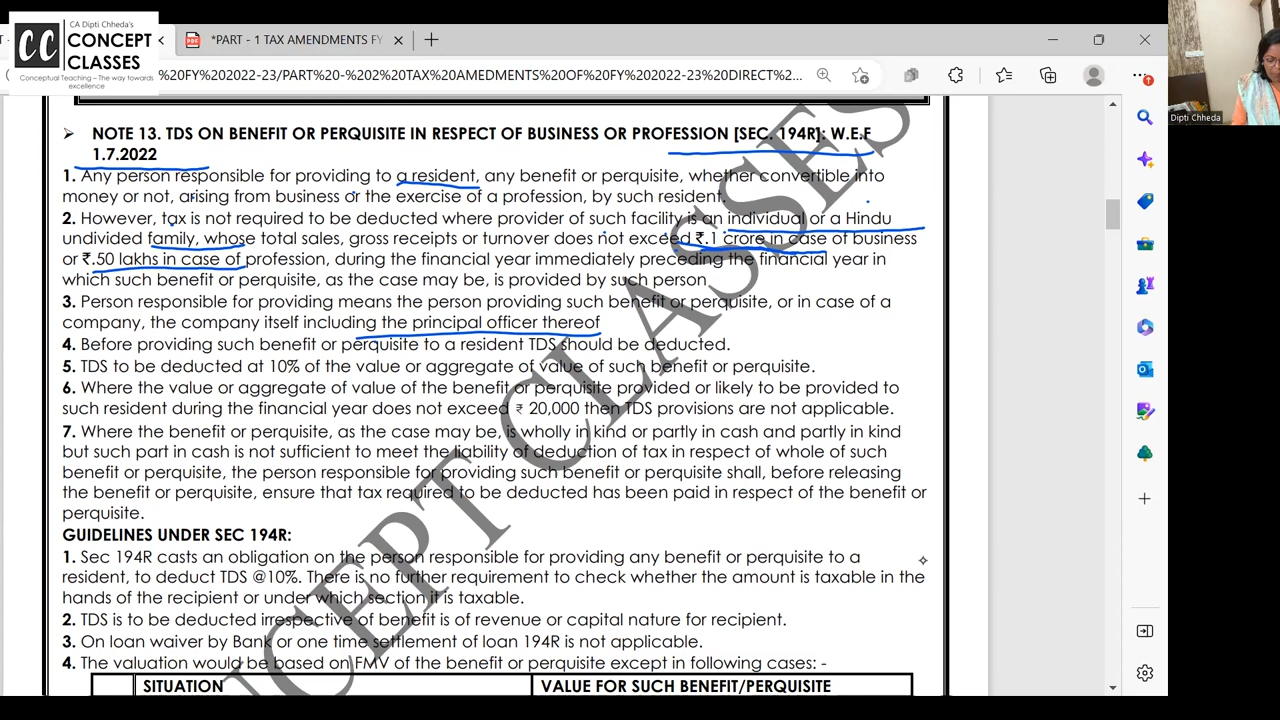 CA Dipti Chheda's
CONCEPT
CLASSES
Conceptual Teaching – The way towards
excellence
*PART - 1 TAX AMENDMENTS FY
%20FY%202022-23/PART%20-%202%20TAX%20AMEDMENTS%20OF%20FY%202022-23%20DIRECT%2...
Dipti Chheda
➢ NOTE 13. TDS ON BENEFIT OR PERQUISITE IN RESPECT OF BUSINESS OR PROFESSION [SEC. 194R]: W.E.F
1.7.2022
1. Any person responsible for providing to a resident, any benefit or perquisite, whether convertible into
money or not, arising from business or the exercise of a profession, by such resident.
2. However, tax is not required to be deducted where provider of such facility is an individual or a Hindu
undivided family, whose total sales, gross receipts or turnover does not exceed ₹.1 crore in case of business
or ₹.50 lakhs in case of profession, during the financial year immediately preceding the financial year in
which such benefit or perquisite, as the case may be, is provided by such person
3. Person responsible for providing means the person providing such benefit or perquisite, or in case of a
company, the company itself including the principal officer thereof
4. Before providing such benefit or perquisite to a resident TDS should be deducted.
5. TDS to be deducted at 10% of the value or aggregate of value of such benefit or perquisite.
6. Where the value or aggregate of value of the benefit or perquisite provided or likely to be provided to
such resident during the financial year does not exceed ₹ 20,000 then TDS provisions are not applicable.
7. Where the benefit or perquisite, as the case may be, is wholly in kind or partly in cash and partly in kind
but such part in cash is not sufficient to meet the liability of deduction of tax in respect of whole of such
benefit or perquisite, the person responsible for providing such benefit or perquisite shall, before releasing
the benefit or perquisite, ensure that tax required to be deducted has been paid in respect of the benefit or
perquisite.
GUIDELINES UNDER SEC 194R:
1. Sec 194R casts an obligation on the person responsible for providing any benefit or perquisite to a
resident, to deduct TDS @10%. There is no further requirement to check whether the amount is taxable in the
hands of the recipient or under which section it is taxable.
2. TDS is to be deducted irrespective of benefit is of revenue or capital nature for recipient.
3. On loan waiver by Bank or one time settlement of loan 194R is not applicable.
4. The valuation would be based on FMV of the benefit or perquisite except in following cases: -
SITUATION VALUE FOR SUCH BENEFIT/PERQUISITE
CEPT CLASSES